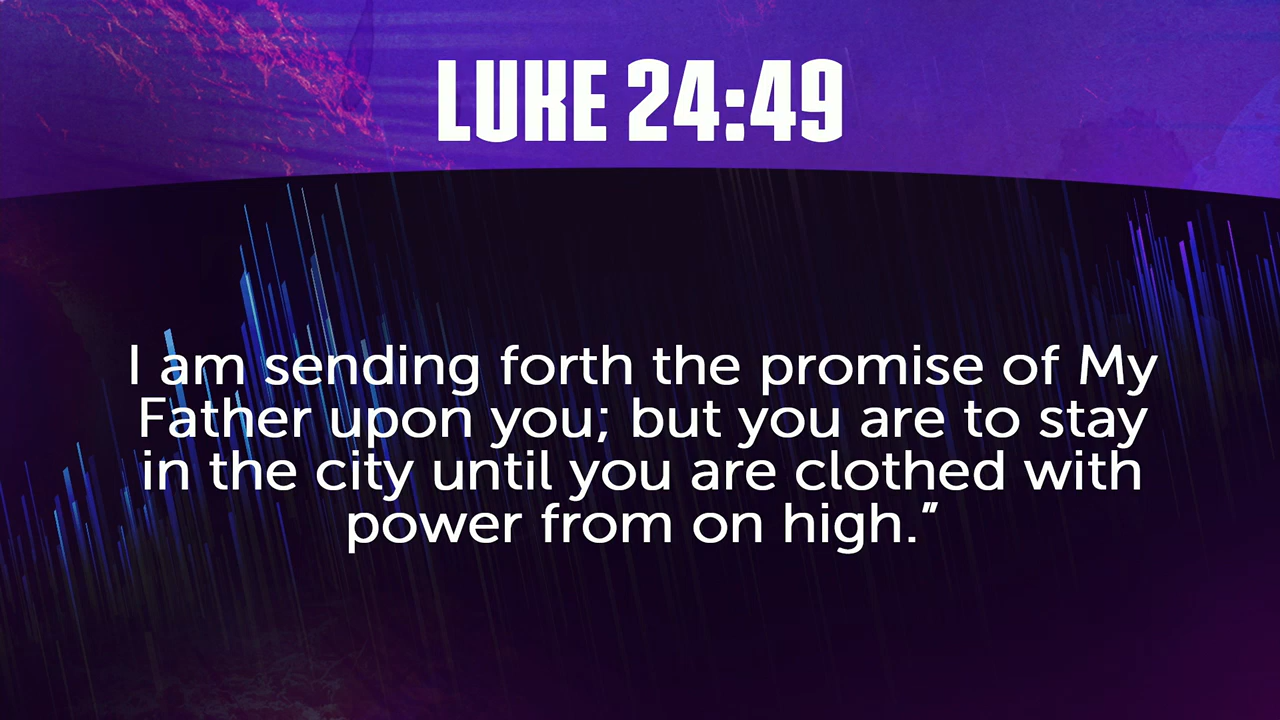 LUKE 24:49
I am sending forth the promise of My
Father upon you; but you are to stay
in the city until you are clothed with
power from on high.”